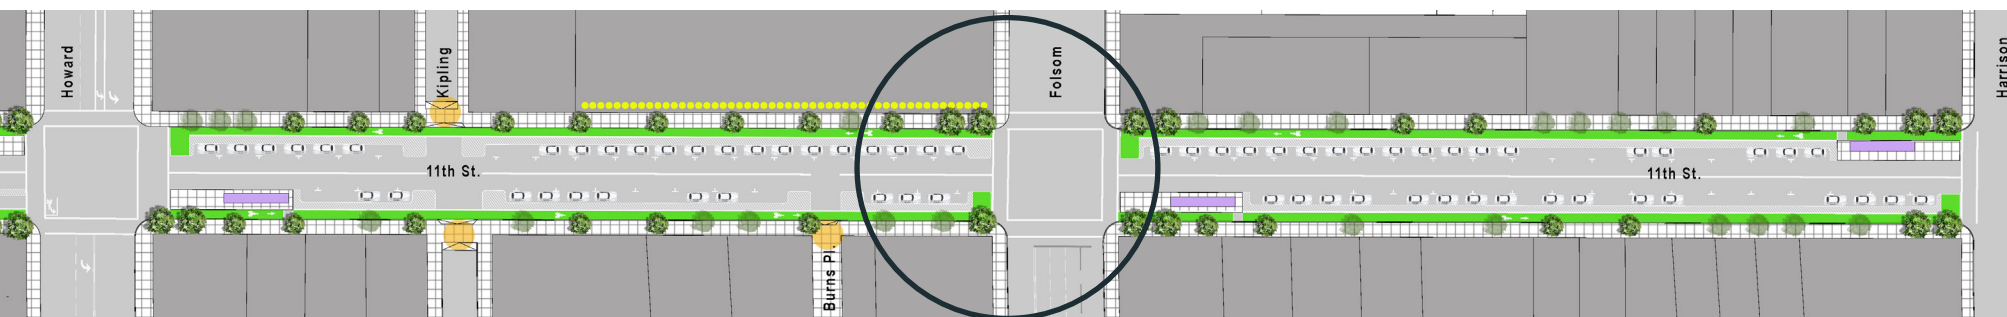 Howard
Kipling
Folsom
Harrison
11th St.
11th St.
Burns Pl.